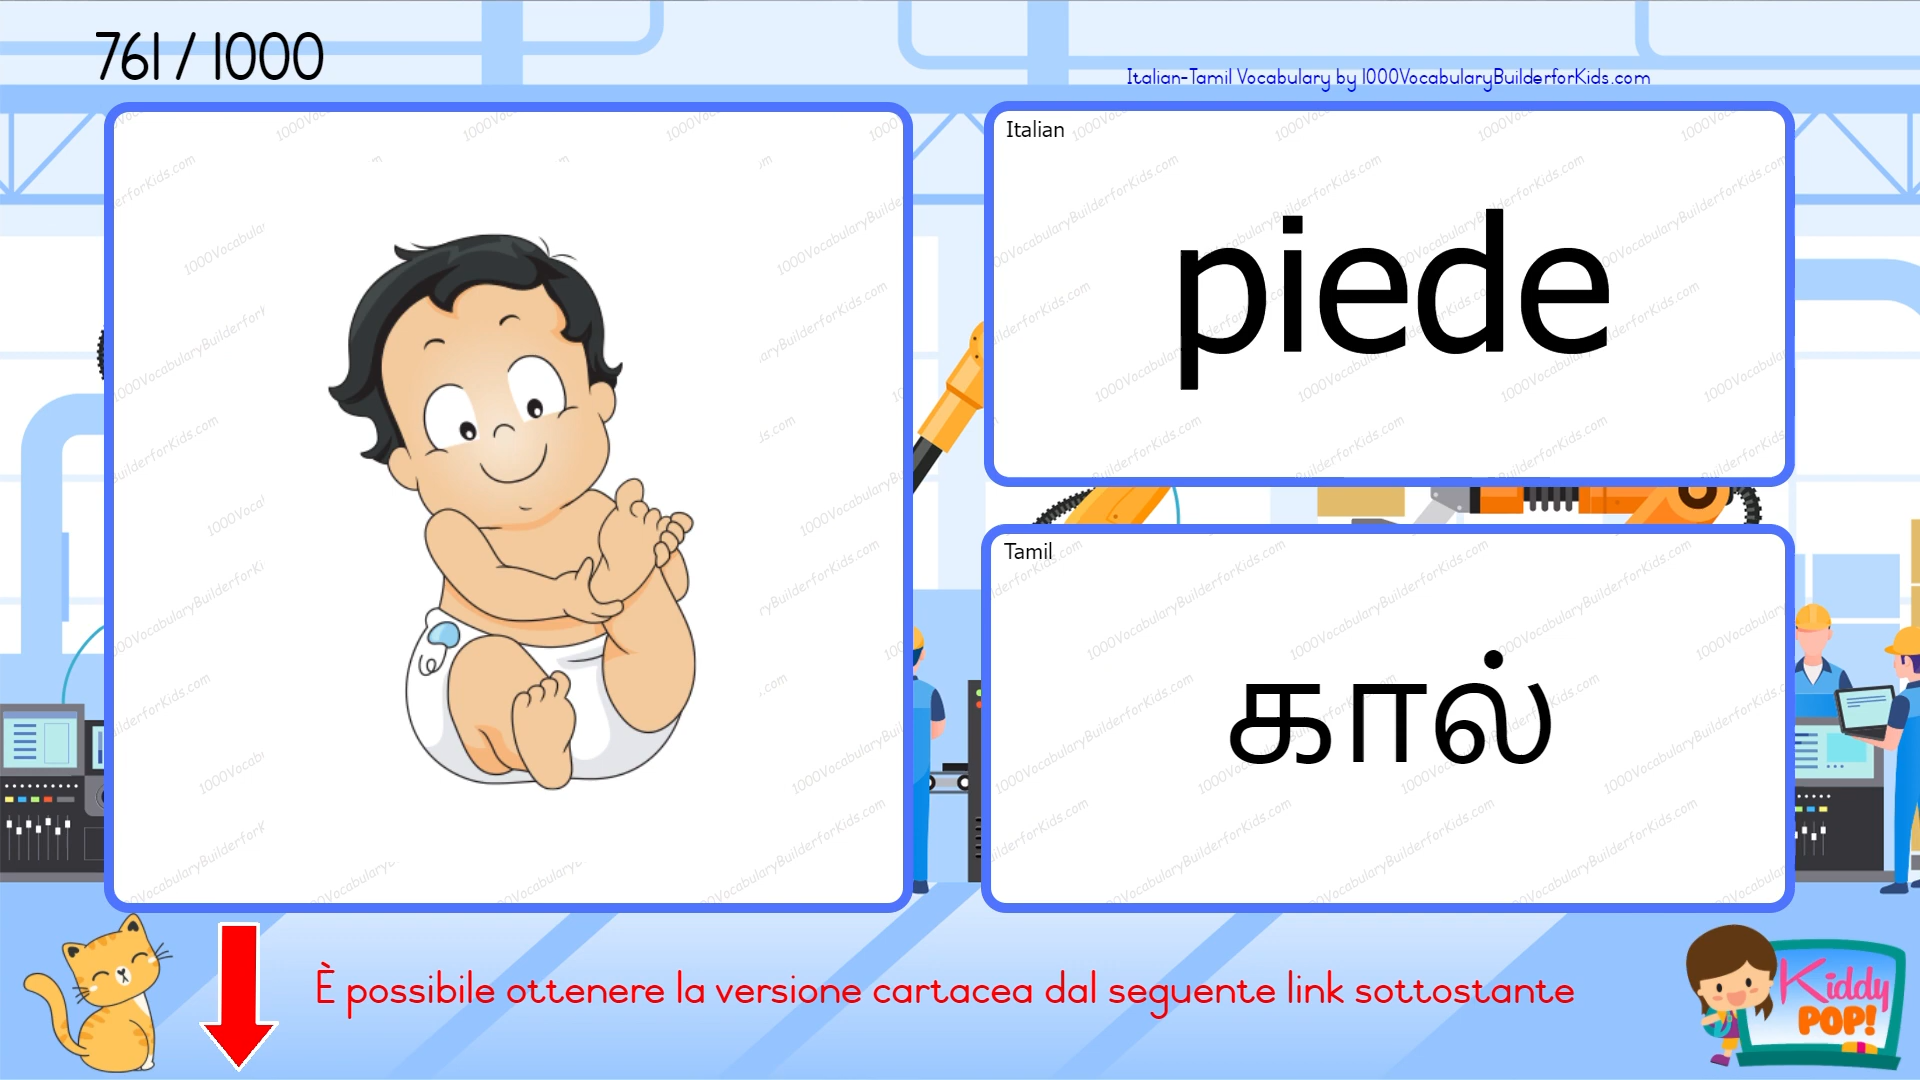 761 / 1000
Italian-Tamil Vocabulary by 1000VocabularyBuilderforKids.com
Italian
piede
Tamil
கால்
È possibile ottenere la versione cartacea dal seguente link sottostante
Kiddy
POP!